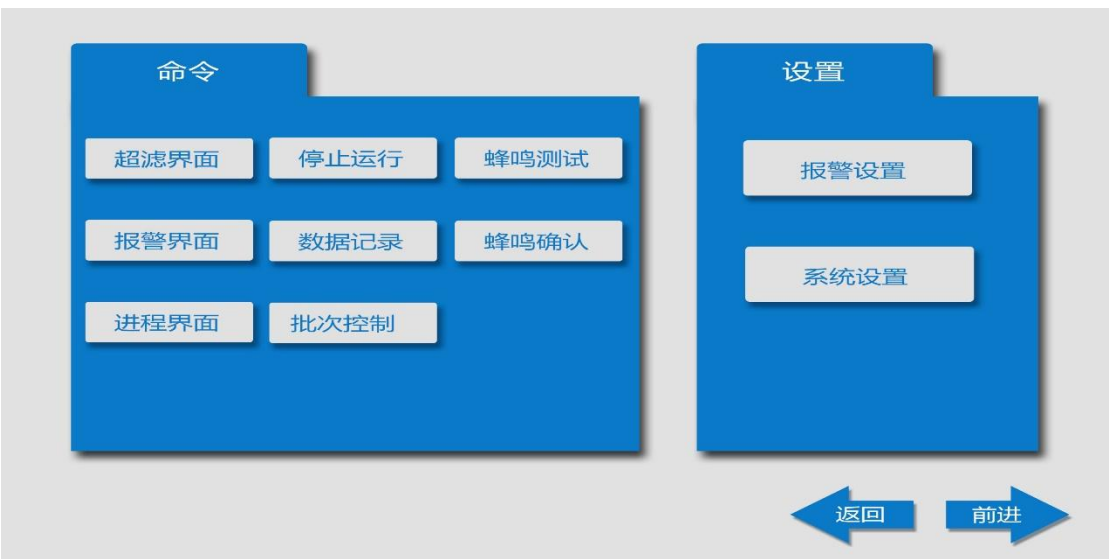 命令
超滤界面
停止运行
蜂鸣测试
报警界面
数据记录
蜂鸣确认
进程界面
批次控制
设置
报警设置
系统设置
返回
前进